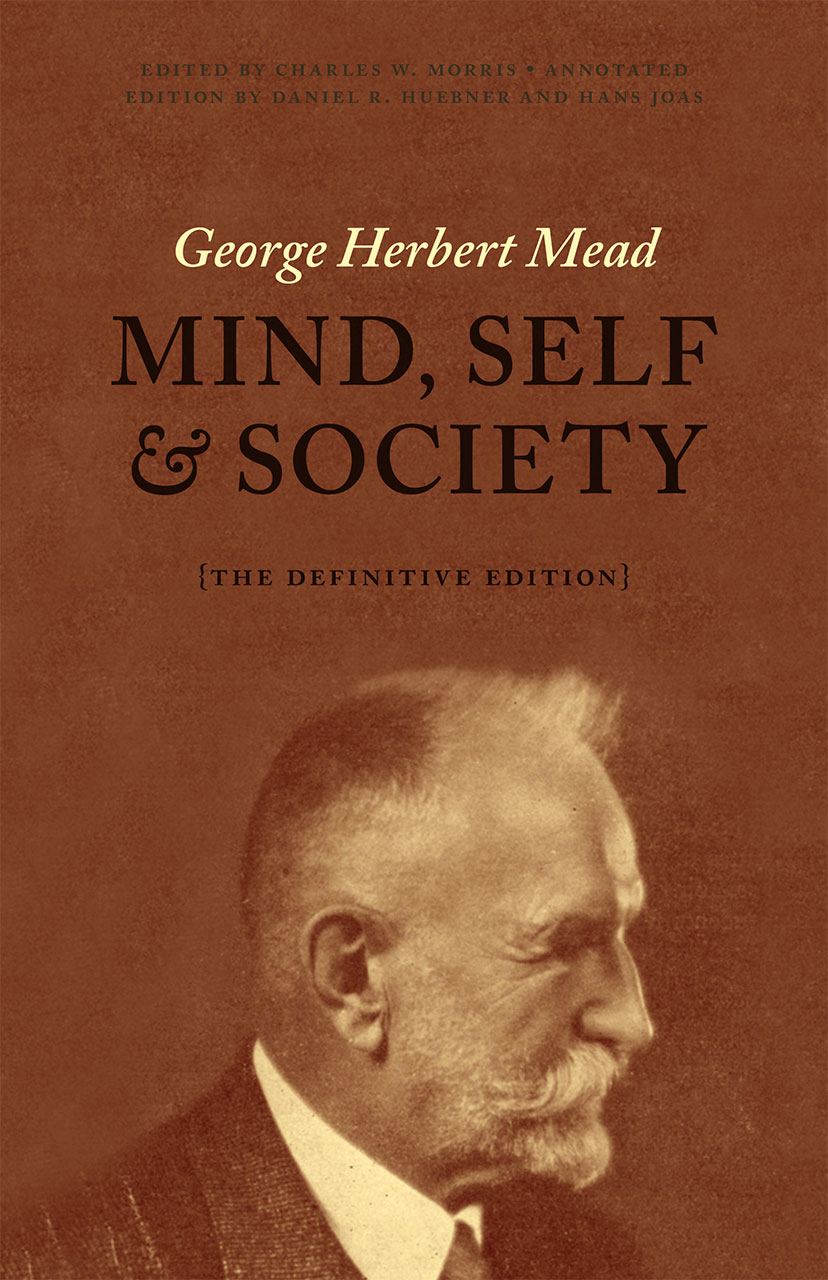 EDITED BY CHARLES W. MORRIS • ANNOTATED
EDITION BY DANIEL R. HUEBNER AND HANS JOAS
George Herbert Mead
MIND, SELF
& SOCIETY
{THE DEFINITIVE EDITION}